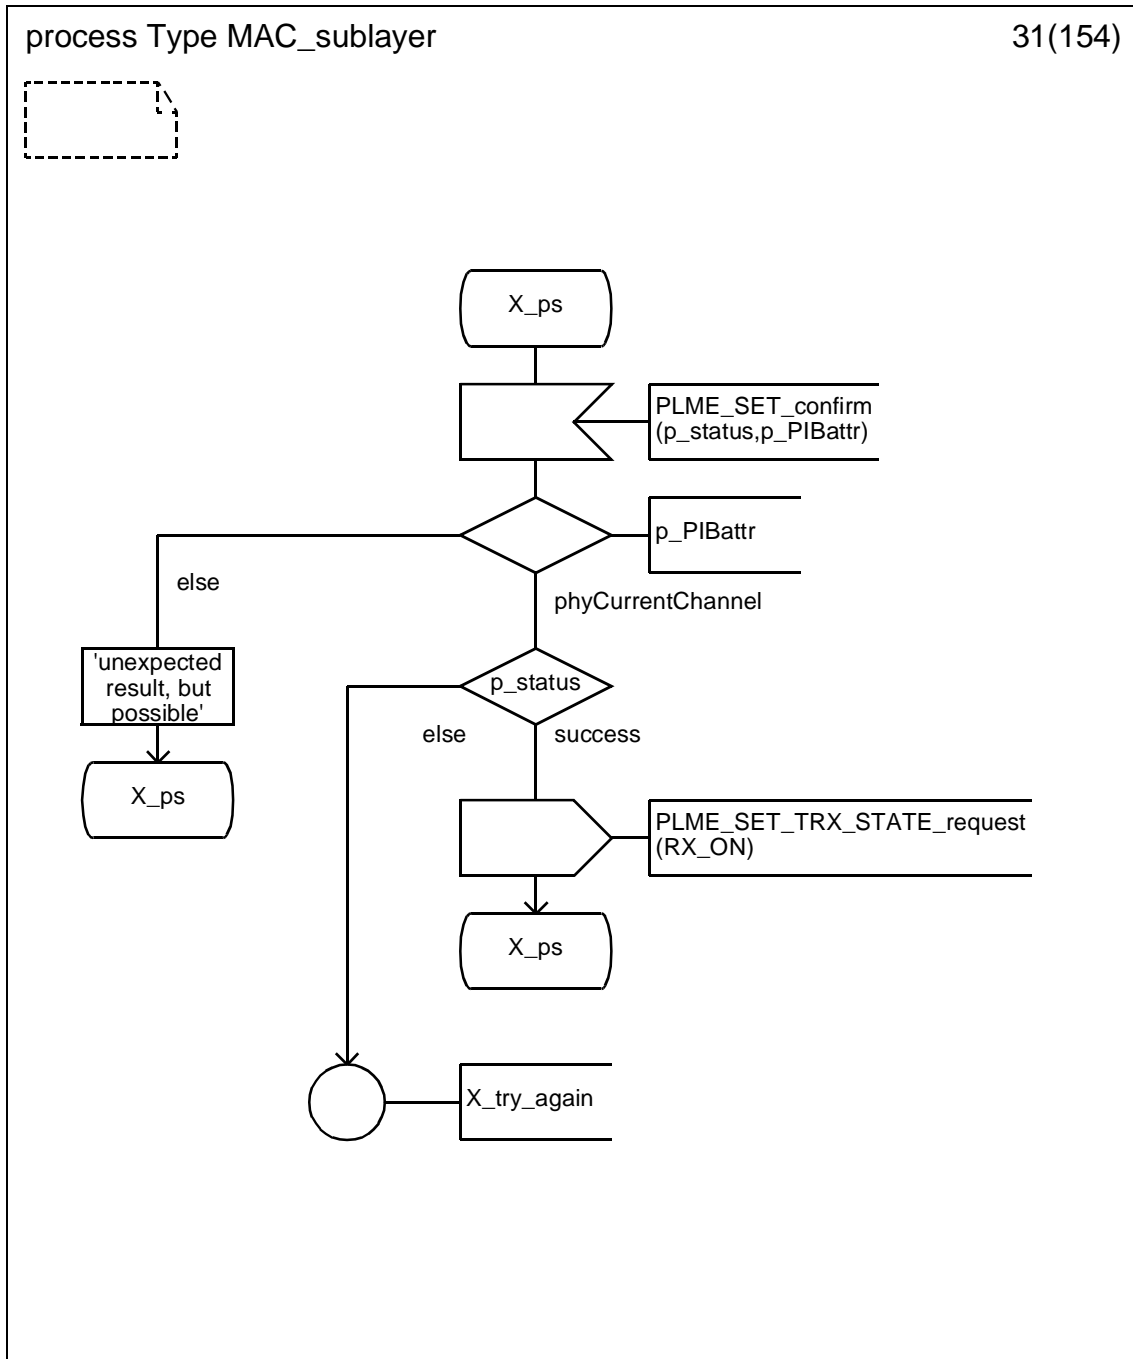 process Type MAC_sublayer
31(154)
X_ps
PLME_SET_confirm
(p_status,p_PIBattr)
p_PIBattr
else
phyCurrentChannel
'unexpected
result, but
possible'
p_status
else
success
X_ps
PLME_SET_TRX_STATE_request
(RX_ON)
X_ps
X_try_again